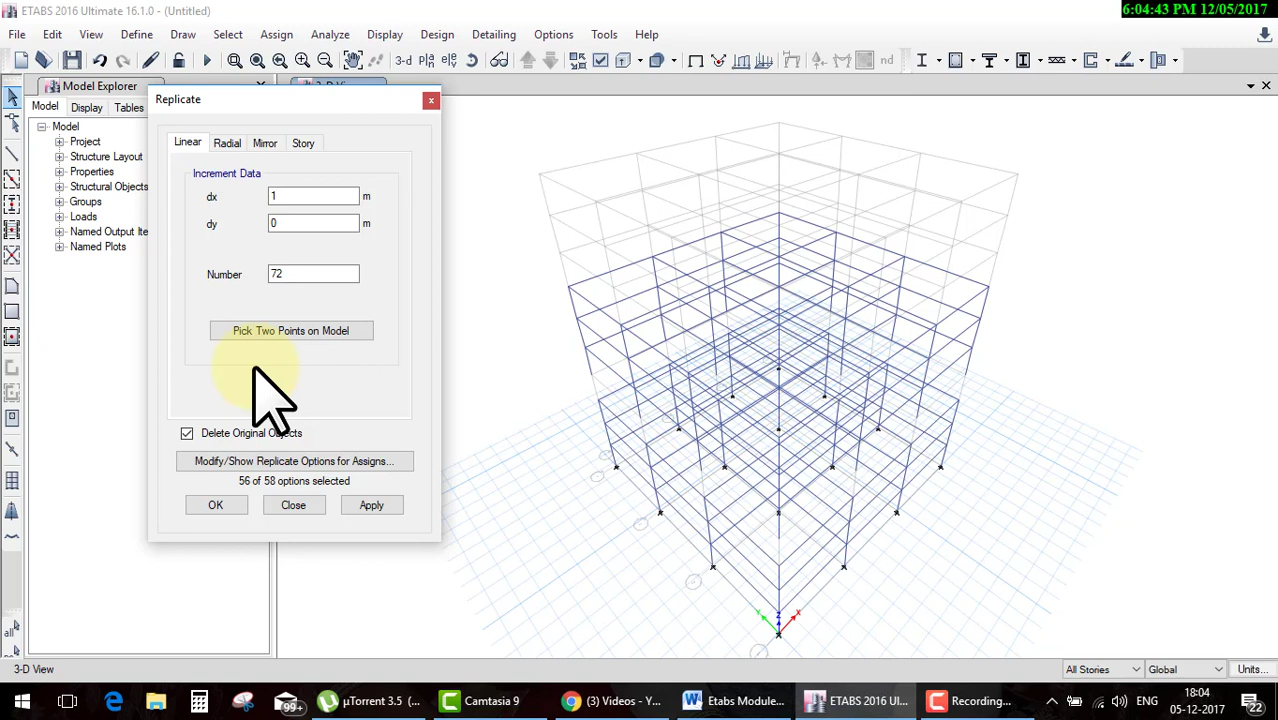 ETABS 2016 Ultimate 16.1.0 - (Untitled)
6:04:43 PM 12/05/2017
File Edit View Define Draw Select Assign Analyze Display Design Detailing Options Tools Help
3-D
nd
Model Explorer
Model Display Tables
Model
Project
Structure Layout
Properties
Structural Objects
Groups
Loads
Named Output Ite
Named Plots
all
Replicate
x
Linear Radial Mirror Story
Increment Data
dx 1 m
dy 0 m
Number 72
Pick Two Points on Model
Delete Original Objects
Modify/Show Replicate Options for Assigns...
56 of 58 options selected
OK Close Apply
Z
Y X
3-D View
All Stories Global Units...
99+ µTorrent 3.5 (... Camtasia 9 (3) Videos - Y... Etabs Module... ETABS 2016 Ul... Recording... ENG 18:04
05-12-2017 22